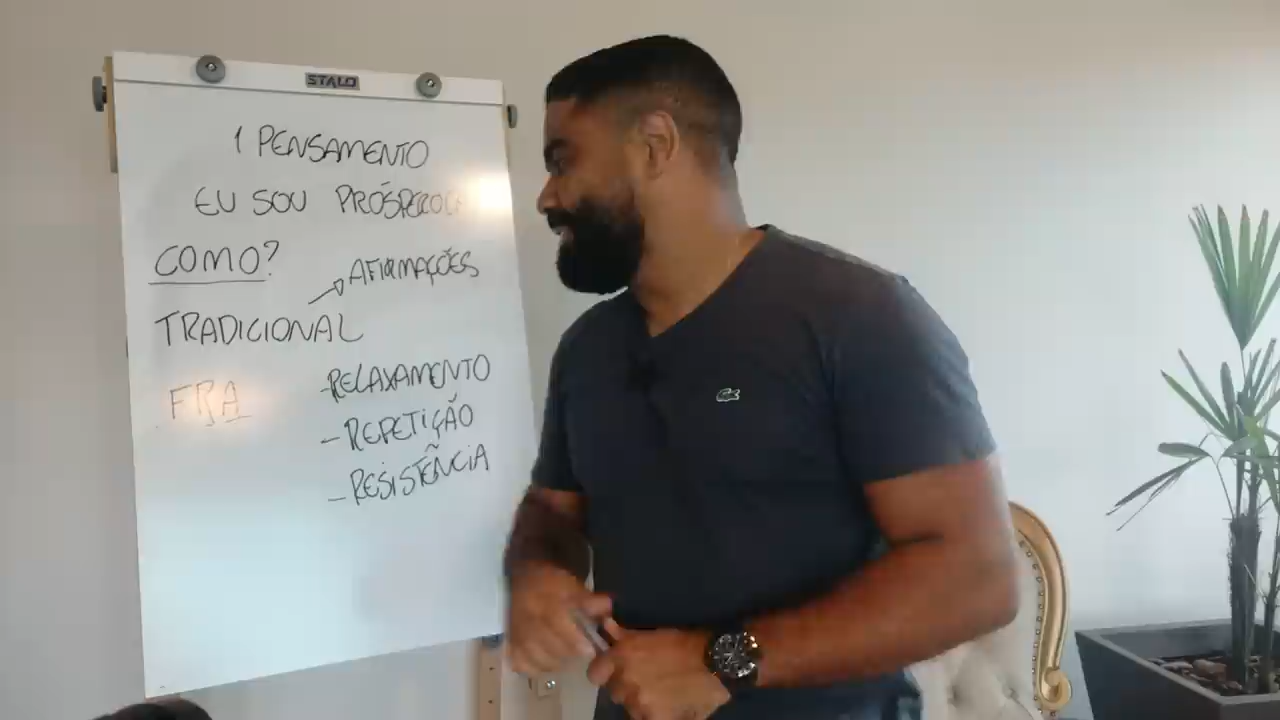 STALO
1 PENSAMENTO
EU SOU PRÓSPERO
COMO?
AFIRMAÇÕES
TRADICIONAL
FRA
-RELAXAMENTO
-REPETIÇÃO
-RESISTÊNCIA